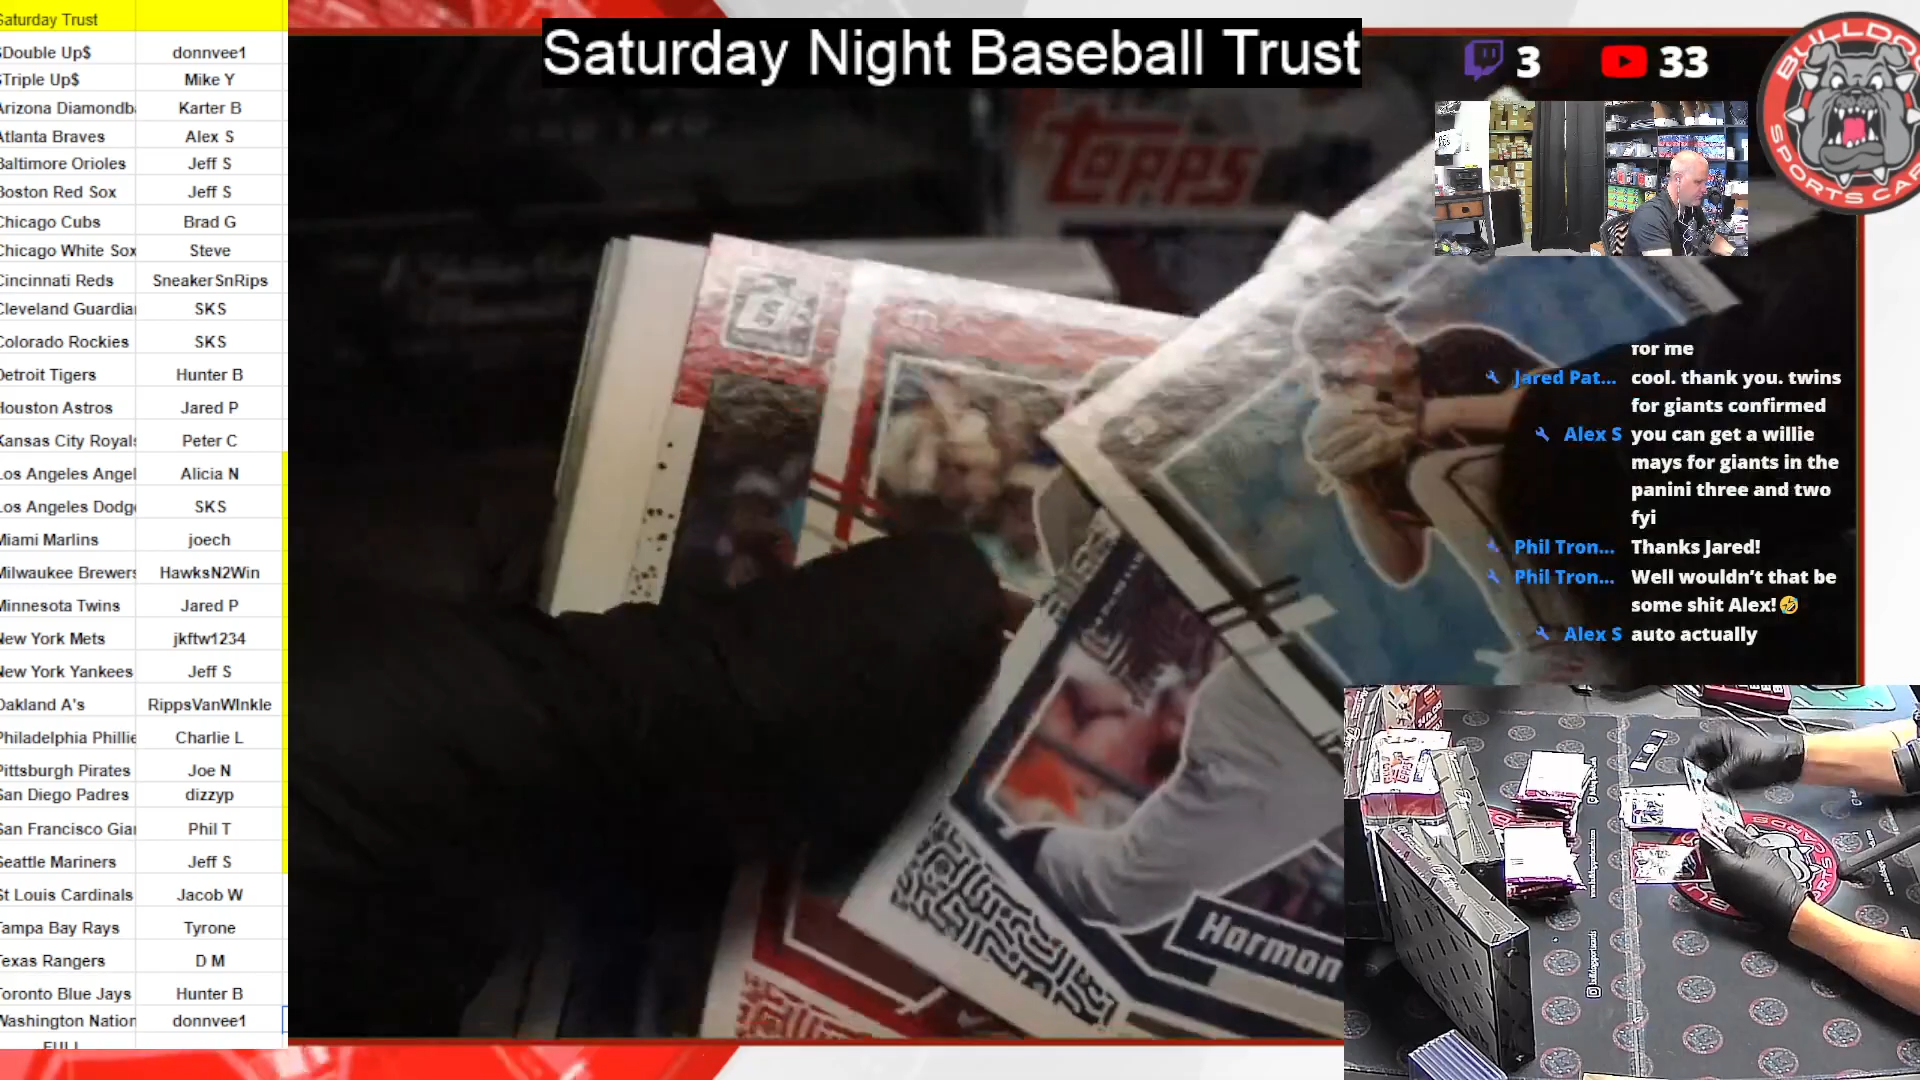 Saturday Trust
Saturday Night Baseball Trust
3
33
$Double Up$ donnvee1
$Triple Up$ Mike Y
Arizona Diamondba Karter B
Atlanta Braves Alex S
Baltimore Orioles Jeff S
Boston Red Sox Jeff S
Chicago Cubs Brad G
Chicago White Sox Steve
Cincinnati Reds SneakerSnRips
Cleveland Guardia SKS
Colorado Rockies SKS
Detroit Tigers Hunter B
Houston Astros Jared P
Kansas City Royals Peter C
Los Angeles Angel Alicia N
Los Angeles Dodge SKS
Miami Marlins joech
Milwaukee Brewers HawksN2Win
Minnesota Twins Jared P
New York Mets jkftw1234
New York Yankees Jeff S
Oakland A's RippsVanWInkle
Philadelphia Phillie Charlie L
Pittsburgh Pirates Joe N
San Diego Padres dizzyp
San Francisco Gian Phil T
Seattle Mariners Jeff S
St Louis Cardinals Jacob W
Tampa Bay Rays Tyrone
Texas Rangers D M
Toronto Blue Jays Hunter B
Washington Nation donnvee1
FULL
BULLDOG
SPORTS CAR
Topps
Harmon
for me
Jared Pat... cool. thank you. twins
for giants confirmed
Alex S you can get a willie
mays for giants in the
panini three and two
fyi
Phil Tron... Thanks Jared!
Phil Tron... Well wouldn't that be
some shit Alex!🤣
Alex S auto actually